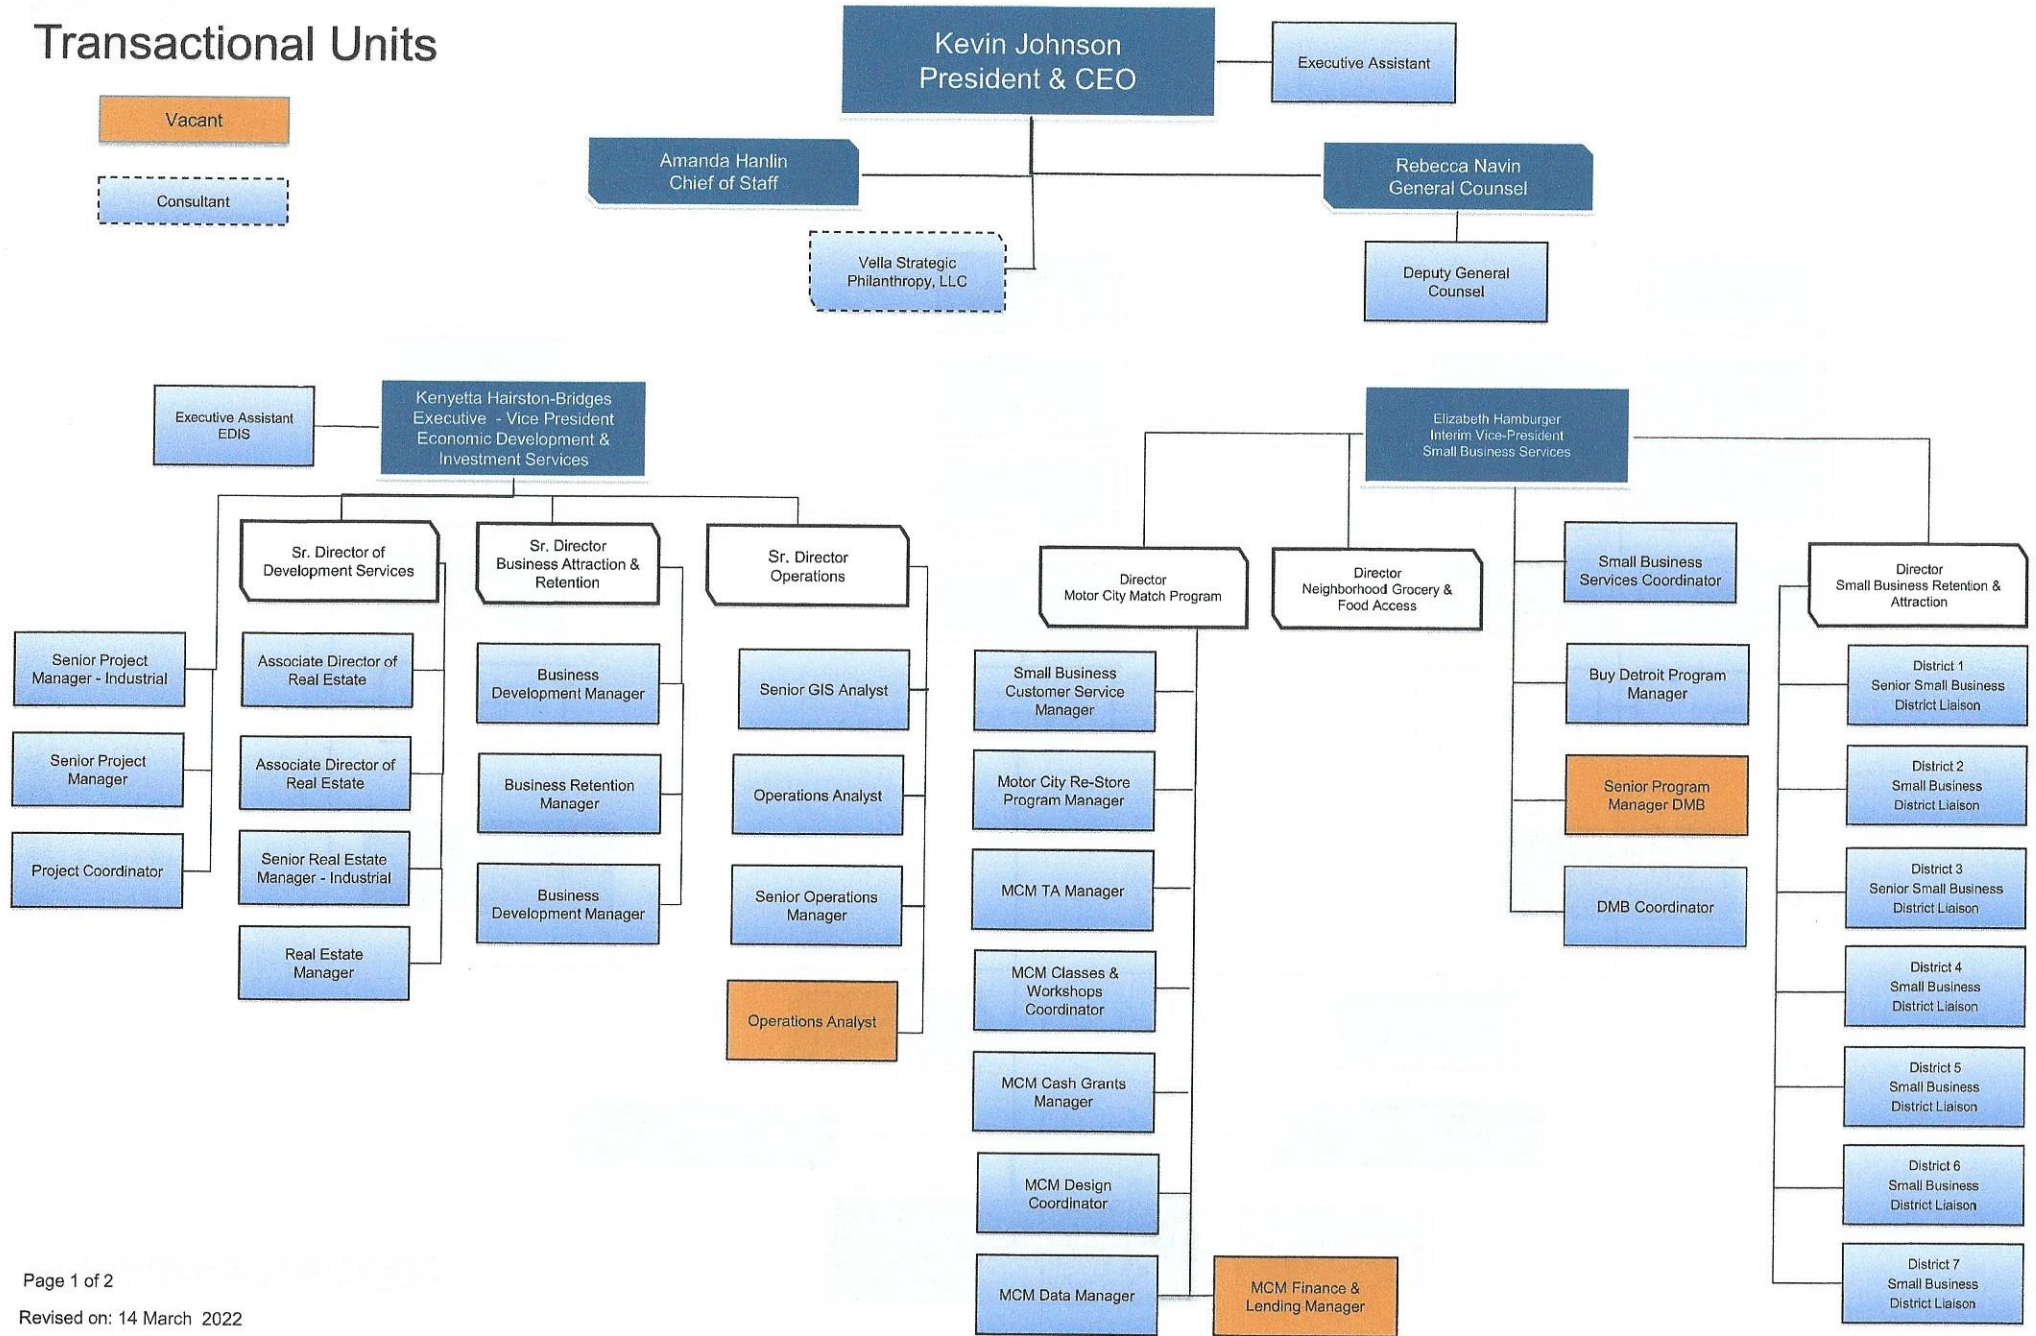 Transactional Units
Vacant
Consultant
Kevin Johnson
President & CEO
Executive Assistant
Amanda Hanlin
Chief of Staff
Rebecca Navin
General Counsel
Vella Strategic
Philanthropy, LLC
Deputy General
Counsel
Executive Assistant
EDIS
Kenyetta Hairston-Bridges
Executive - Vice President
Economic Development &
Investment Services
Elizabeth Hamburger
Interim Vice-President
Small Business Services
Sr. Director of
Development Services
Sr. Director
Business Attraction &
Retention
Sr. Director
Operations
Director
Motor City Match Program
Director
Neighborhood Grocery &
Food Access
Small Business
Services Coordinator
Director
Small Business Retention &
Attraction
Senior Project
Manager - Industrial
Senior Project
Manager
Project Coordinator
Associate Director of
Real Estate
Associate Director of
Real Estate
Senior Real Estate
Manager - Industrial
Real Estate
Manager
Business
Development Manager
Business Retention
Manager
Business
Development Manager
Senior GIS Analyst
Operations Analyst
Senior Operations
Manager
Operations Analyst
Small Business
Customer Service
Manager
Motor City Re-Store
Program Manager
MCM TA Manager
MCM Classes &
Workshops
Coordinator
MCM Cash Grants
Manager
MCM Design
Coordinator
MCM Data Manager
MCM Finance &
Lending Manager
Buy Detroit Program
Manager
Senior Program
Manager DMB
DMB Coordinator
District 1
Senior Small Business
District Liaison
District 2
Small Business
District Liaison
District 3
Senior Small Business
District Liaison
District 4
Small Business
District Liaison
District 5
Small Business
District Liaison
District 6
Small Business
District Liaison
District 7
Small Business
District Liaison
Page 1 of 2
Revised on: 14 March 2022